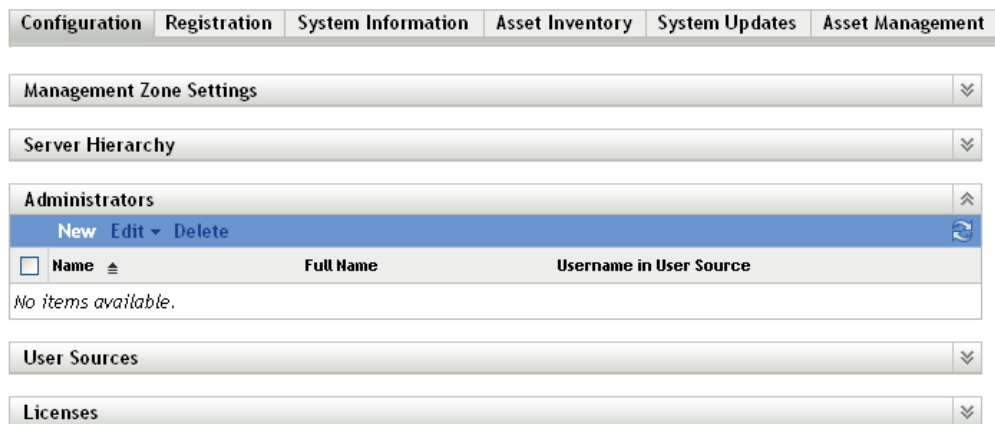 Configuration Registration System Information Asset Inventory System Updates Asset Management
Management Zone Settings
Server Hierarchy
Administrators
New Edit Delete
Name Full Name Username in User Source
No items available.
User Sources
Licenses